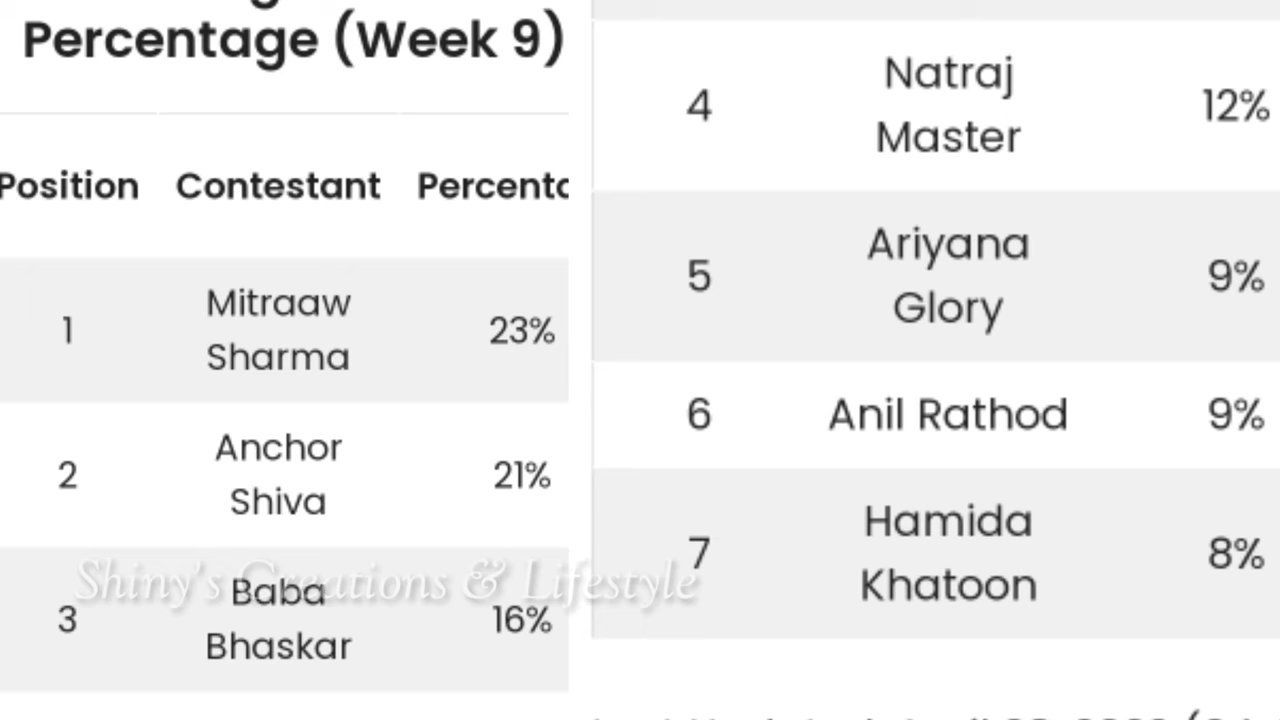 Percentage (Week 9)
Position Contestant Percenta
1 Mitraaw Sharma 23%
2 Anchor Shiva 21%
3 Baba Bhaskar 16%
4 Natraj Master 12%
5 Ariyana Glory 9%
6 Anil Rathod 9%
7 Hamida Khatoon 8%
Shiny's Creations & Lifestyle